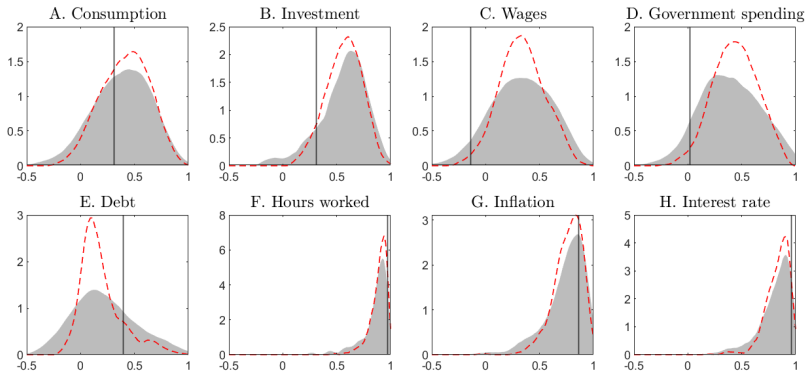 A. Consumption
B. Investment
C. Wages
D. Government spending
2
1.5
1
0.5
0
-0.5 0 0.5 1
2.5
2
1.5
1
0.5
0
-0.5 0 0.5 1
2
1.5
1
0.5
0
-0.5 0 0.5 1
2
1.5
1
0.5
0
-0.5 0 0.5 1
E. Debt
F. Hours worked
G. Inflation
H. Interest rate
3
2
1
0
-0.5 0 0.5 1
8
6
4
2
0
-0.5 0 0.5 1
3
2
1
0
-0.5 0 0.5 1
5
4
3
2
1
0
-0.5 0 0.5 1